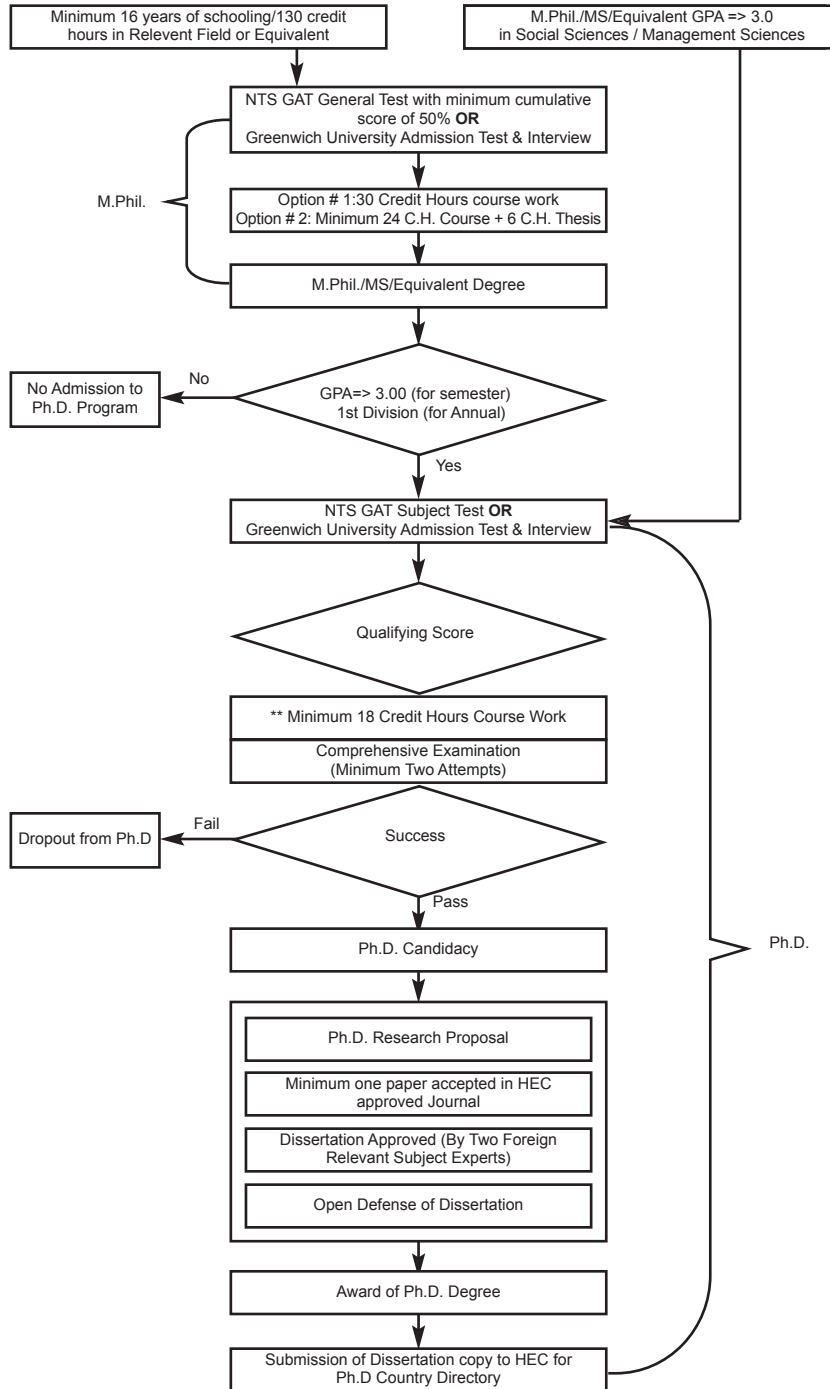 Minimum 16 years of schooling/130 credit
hours in Relevent Field or Equivalent
M.Phil./MS/Equivalent GPA => 3.0
in Social Sciences / Management Sciences
NTS GAT General Test with minimum cumulative
score of 50% OR
Greenwich University Admission Test & Interview
M.Phil.
Option # 1:30 Credit Hours course work
Option # 2: Minimum 24 C.H. Course + 6 C.H. Thesis
M.Phil./MS/Equivalent Degree
No Admission to
Ph.D. Program
No
GPA=> 3.00 (for semester)
1st Division (for Annual)
Yes
NTS GAT Subject Test OR
Greenwich University Admission Test & Interview
Qualifying Score
** Minimum 18 Credit Hours Course Work
Comprehensive Examination
(Minimum Two Attempts)
Dropout from Ph.D
Fail
Success
Pass
Ph.D. Candidacy
Ph.D.
Ph.D. Research Proposal
Minimum one paper accepted in HEC
approved Journal
Dissertation Approved (By Two Foreign
Relevant Subject Experts)
Open Defense of Dissertation
Award of Ph.D. Degree
Submission of Dissertation copy to HEC for
Ph.D Country Directory